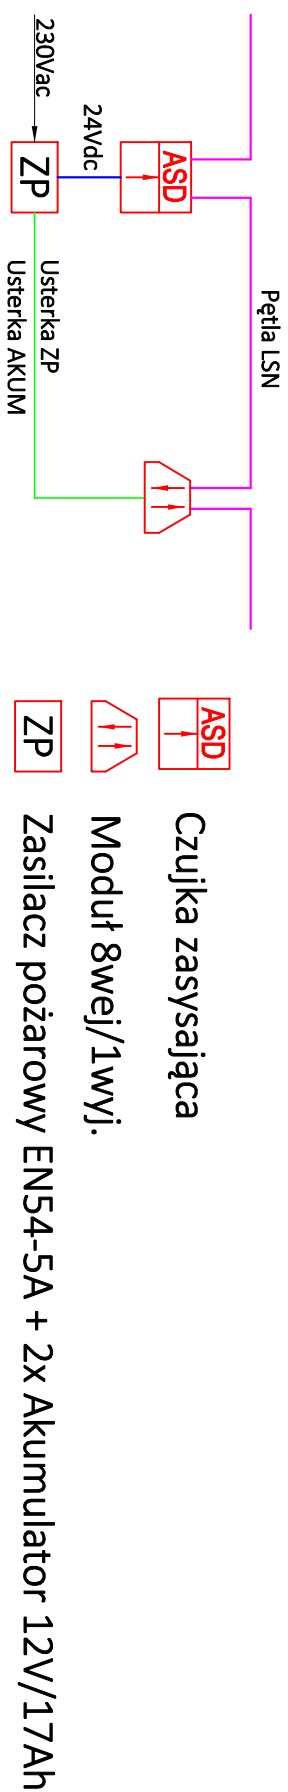 Pętla LSN
ASD
24Vdc
230Vac
ZP
Usterka ZP
Usterka AKUM
ASD
Czujka zasysająca
Moduł 8wej/1wyj.
ZP
Zasilacz pożarowy EN54-5A + 2x Akumulator 12V/17Ah